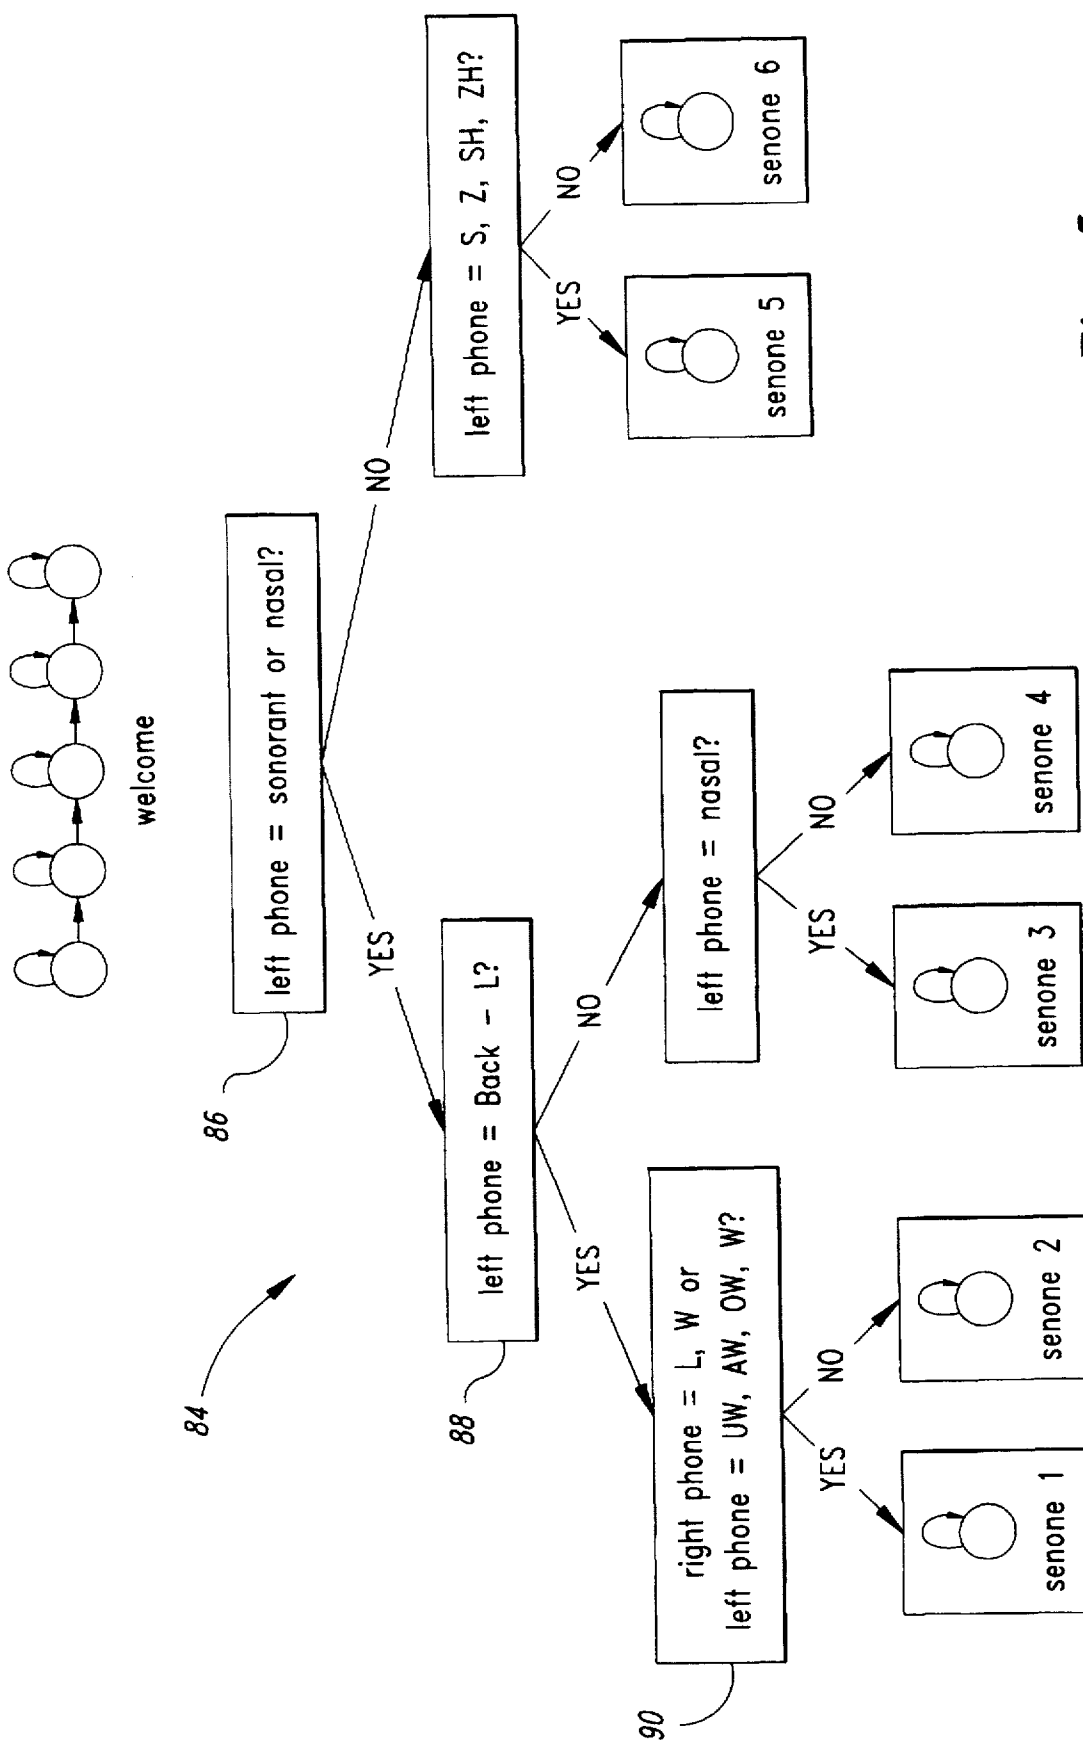 welcome
84
86
left phone = sonorant or nasal?
YES
NO
88
left phone = Back - L?
left phone = S, Z, SH, ZH?
YES
NO
YES
NO
90
right phone = L, W or
left phone = UW, AW, OW, W?
left phone = nasal?
senone 5
senone 6
YES
NO
YES
NO
senone 1
senone 2
senone 3
senone 4